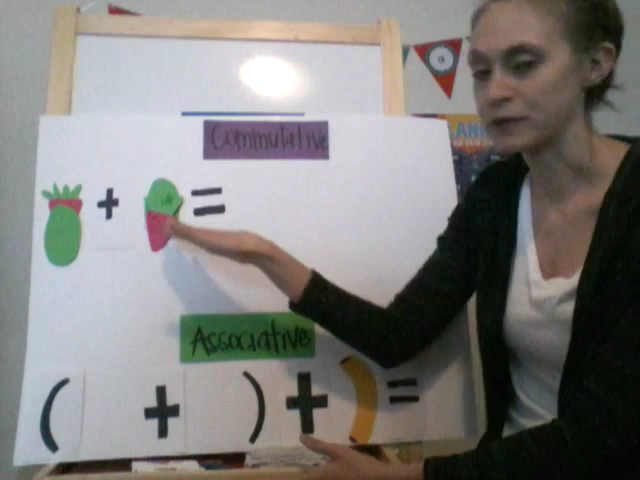 Commutative
+ =
Associative
( + ) + =